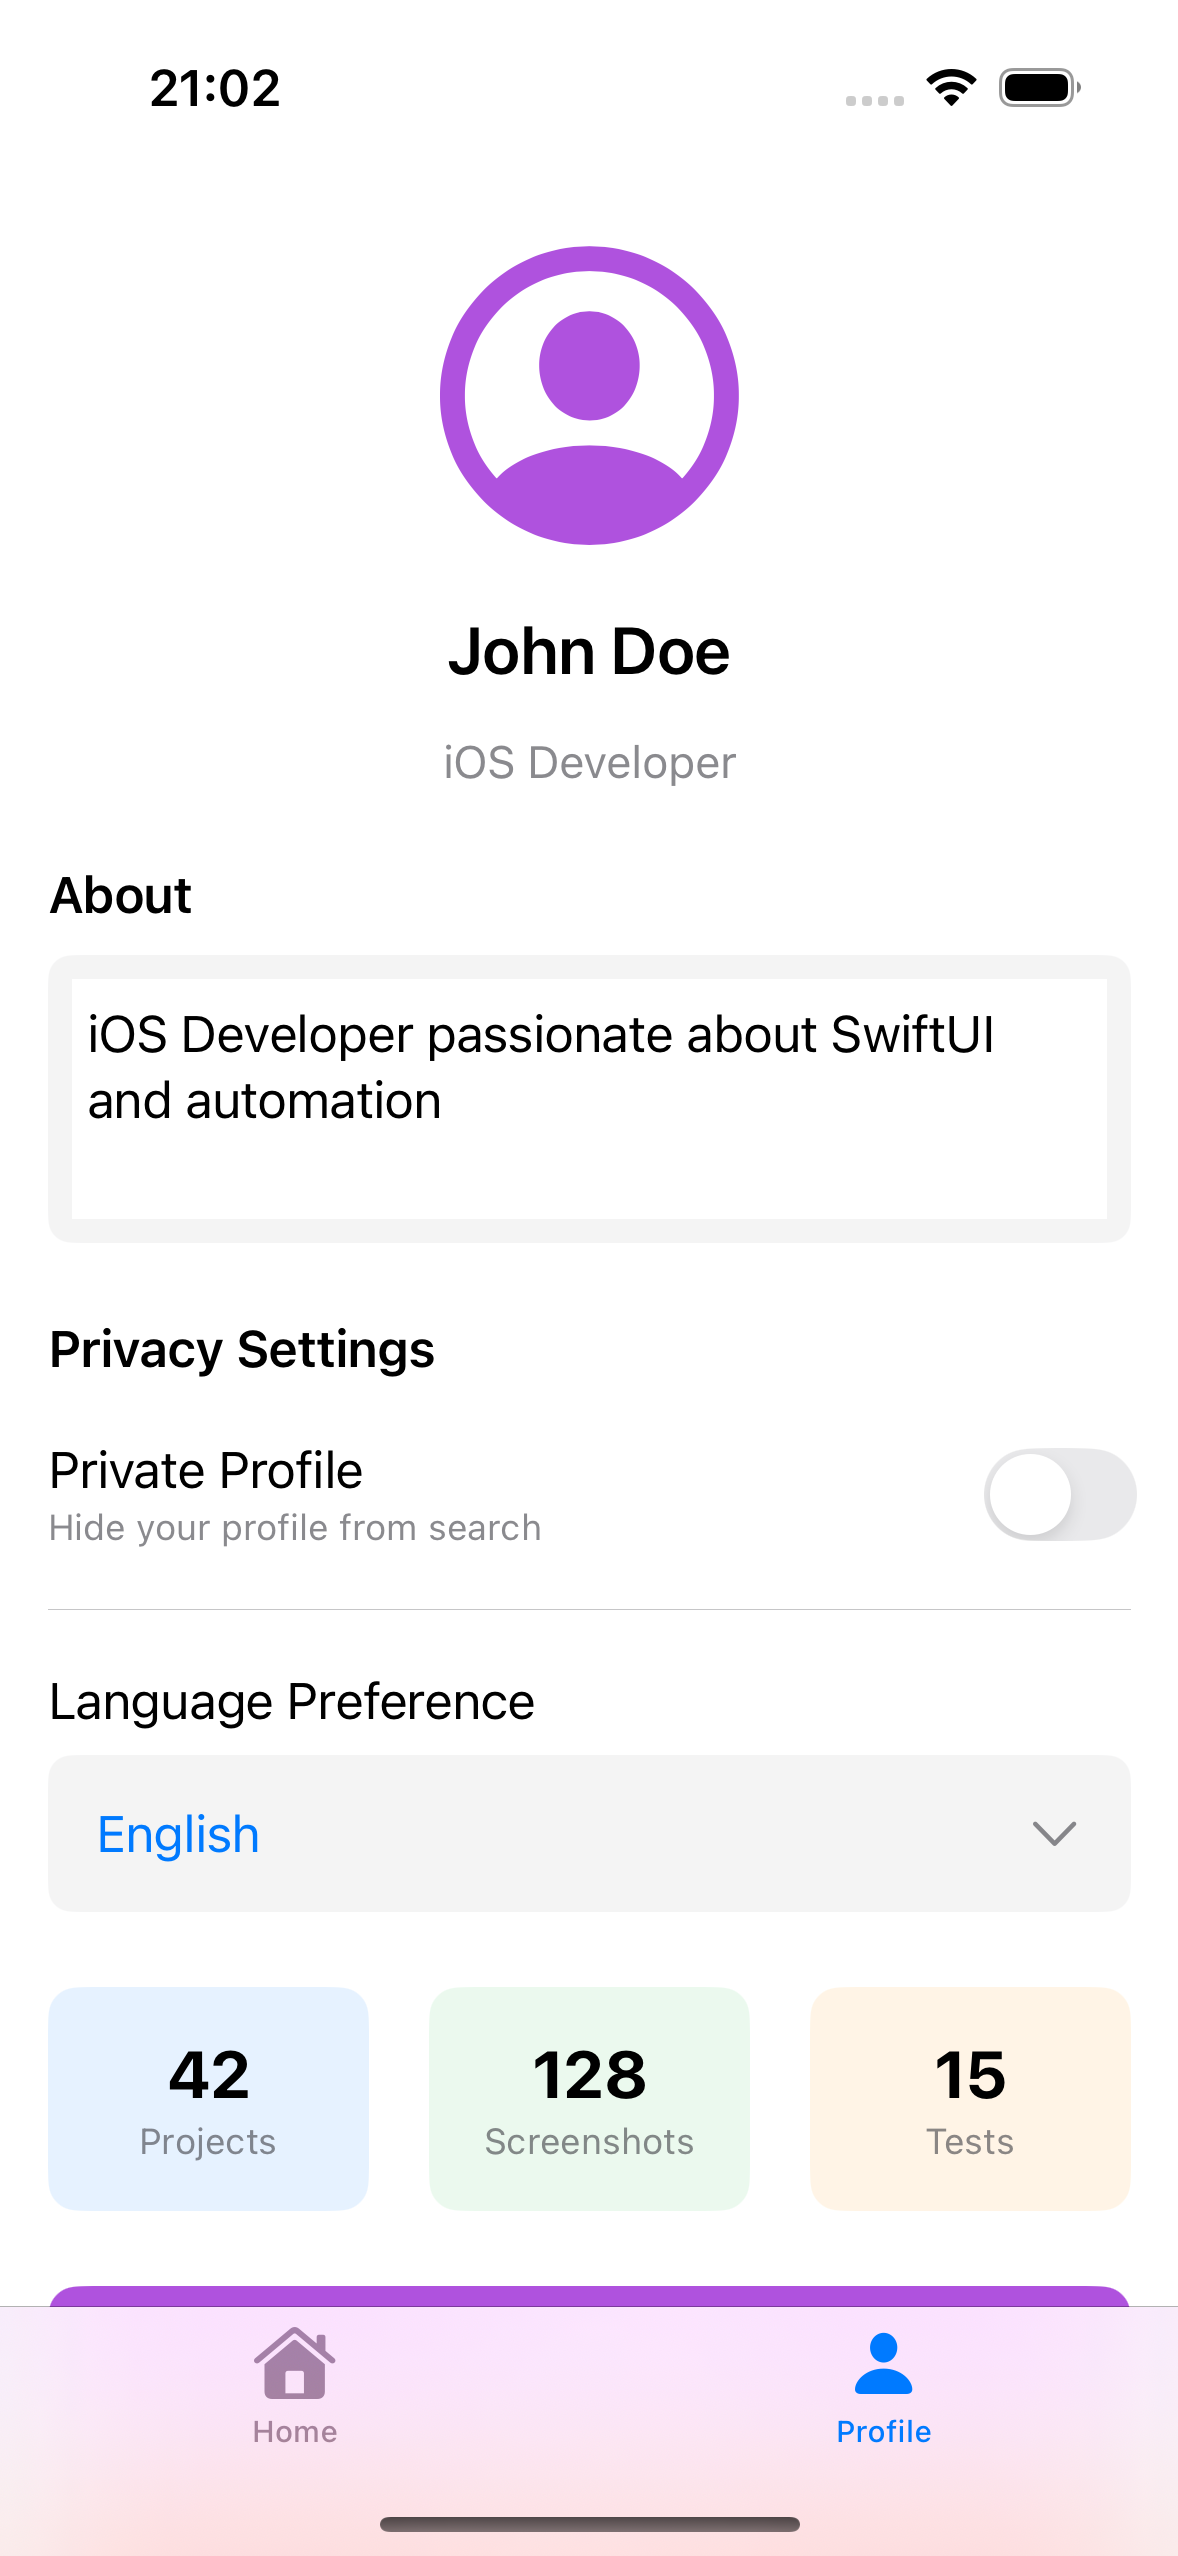 21:02
John Doe
iOS Developer
About
iOS Developer passionate about SwiftUI
and automation
Privacy Settings
Private Profile
Hide your profile from search
Language Preference
English
42
Projects
128
Screenshots
15
Tests
Home
Profile